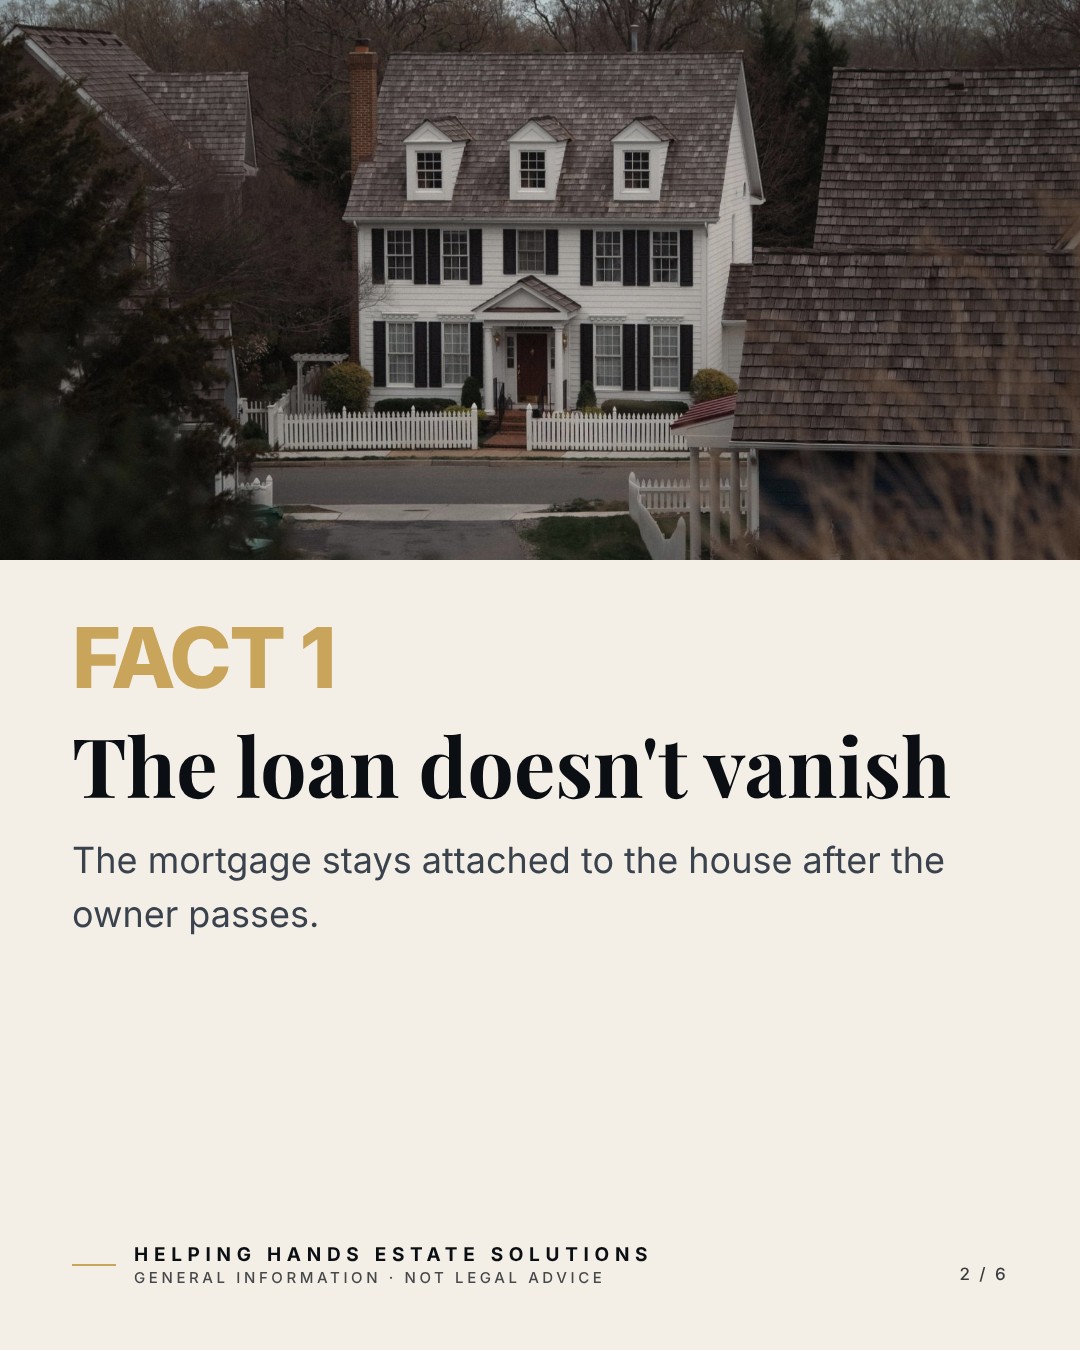 FACT 1
The loan doesn't vanish
The mortgage stays attached to the house after the
owner passes.
HELPING HANDS ESTATE SOLUTIONS
GENERAL INFORMATION · NOT LEGAL ADVICE
2 / 6